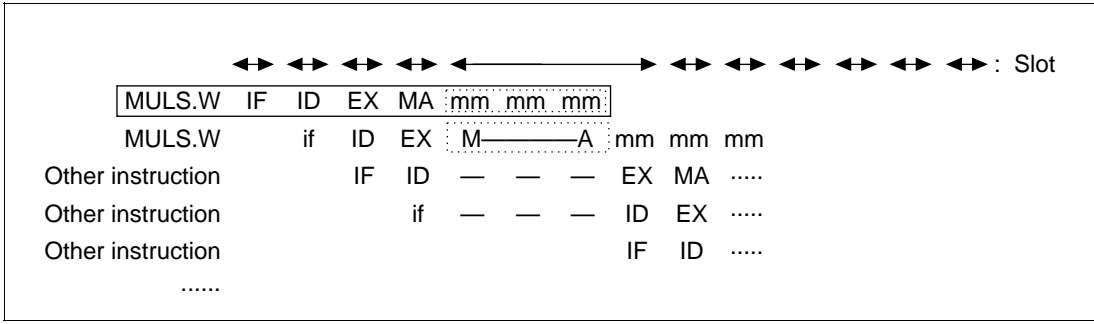 : Slot
MULS.W IF ID EX MA mm mm mm
MULS.W if ID EX M————A mm mm mm
Other instruction IF ID — — — EX MA .....
Other instruction if — — — ID EX .....
Other instruction IF ID .....
......